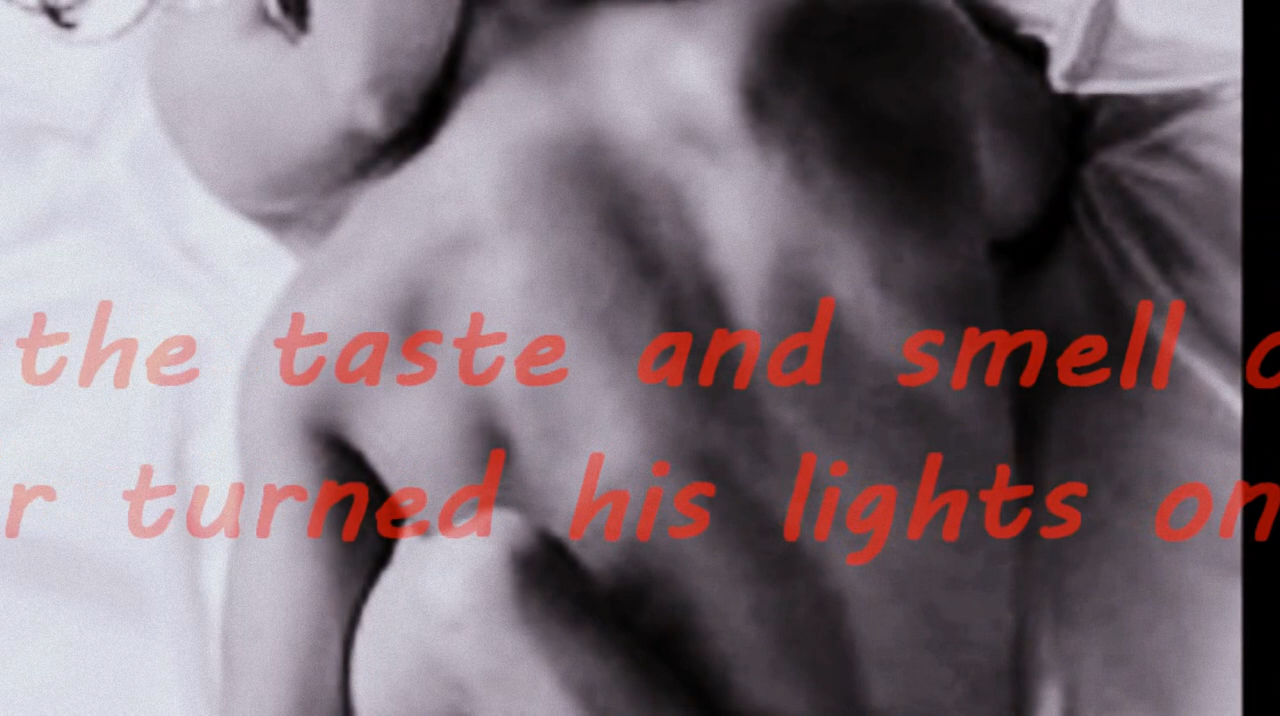 the taste and smell
turned his lights on